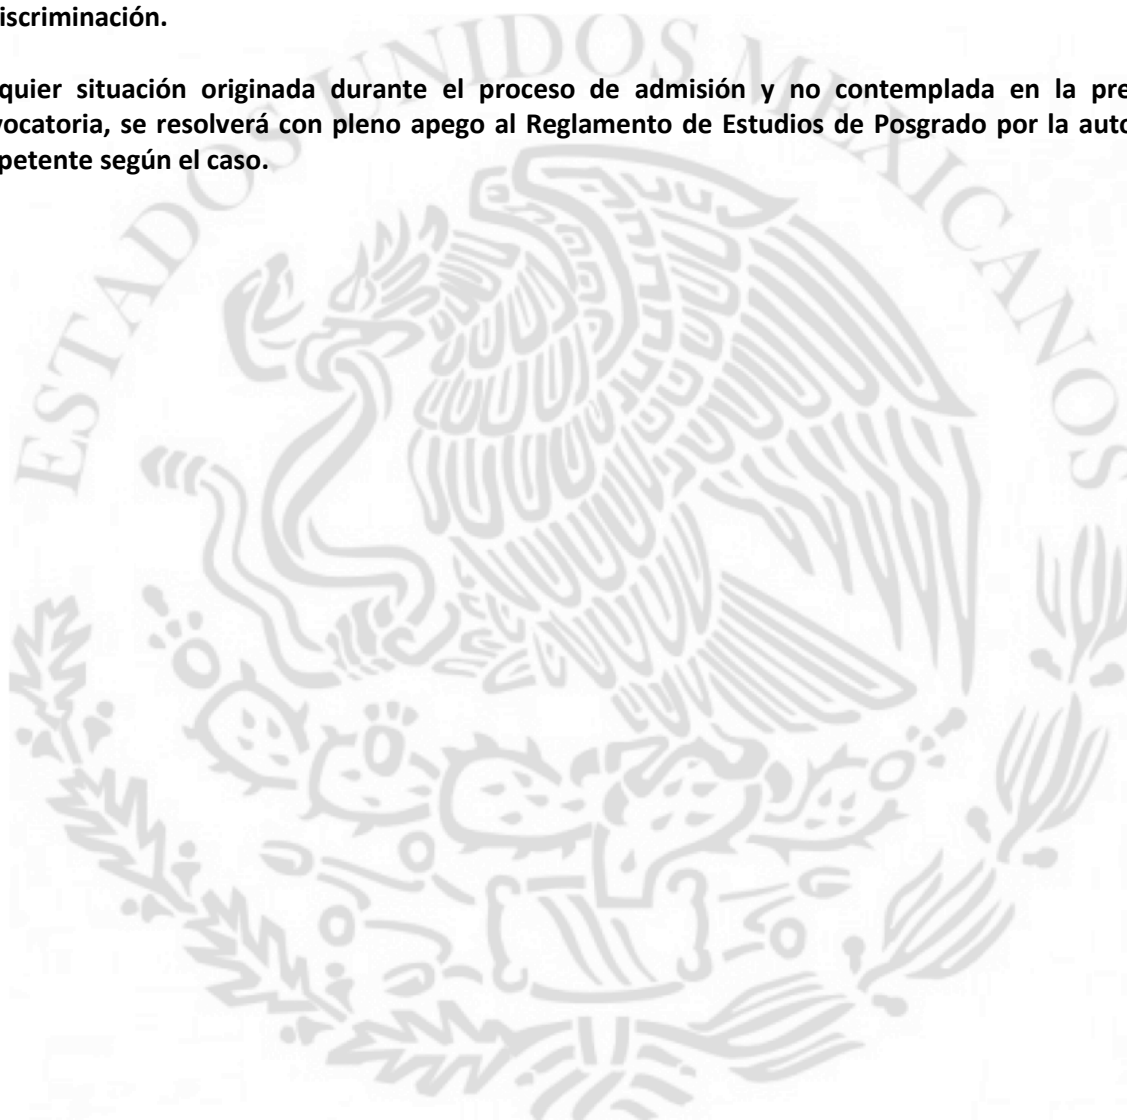 iscriminación.
quier situación originada durante el proceso de admisión y no contemplada en la pre
vocatoria, se resolverá con pleno apego al Reglamento de Estudios de Posgrado por la auto
petente según el caso.
ESTADOS UNIDOS MEXICANOS